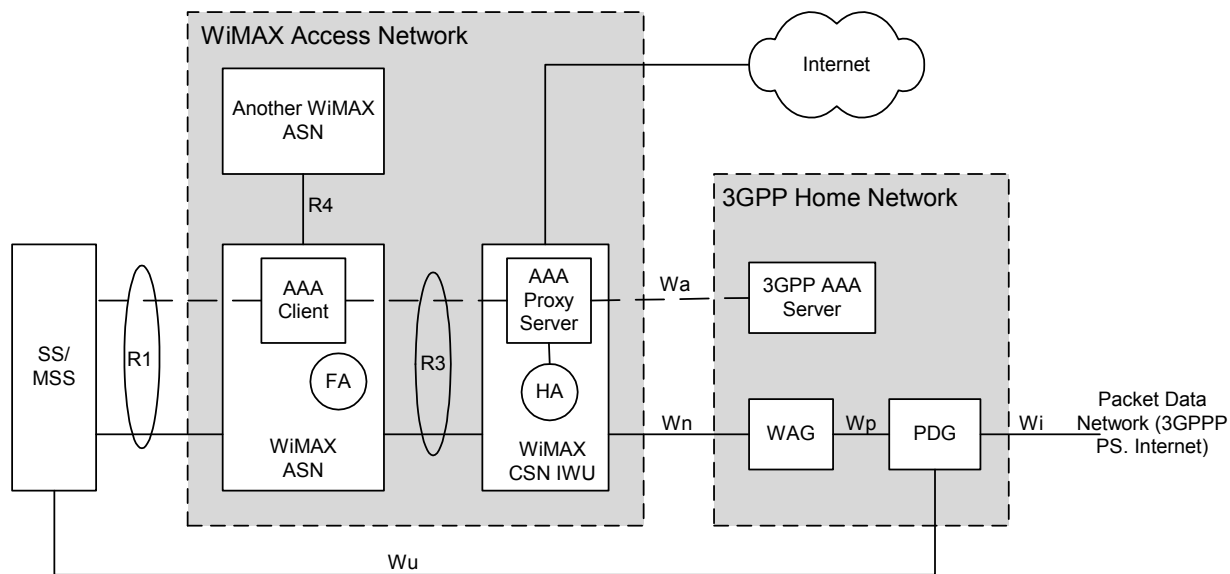 WiMAX Access Network
Internet
Another WiMAX
ASN
R4
3GPP Home Network
AAA
Client
AAA
Proxy
Server
Wa
3GPP AAA
Server
SS/
MSS
R1
FA
R3
HA
WiMAX
ASN
WiMAX
CSN IWU
Wn
WAG
Wp
PDG
Wi
Packet Data
Network (3GPPP
PS. Internet)
Wu